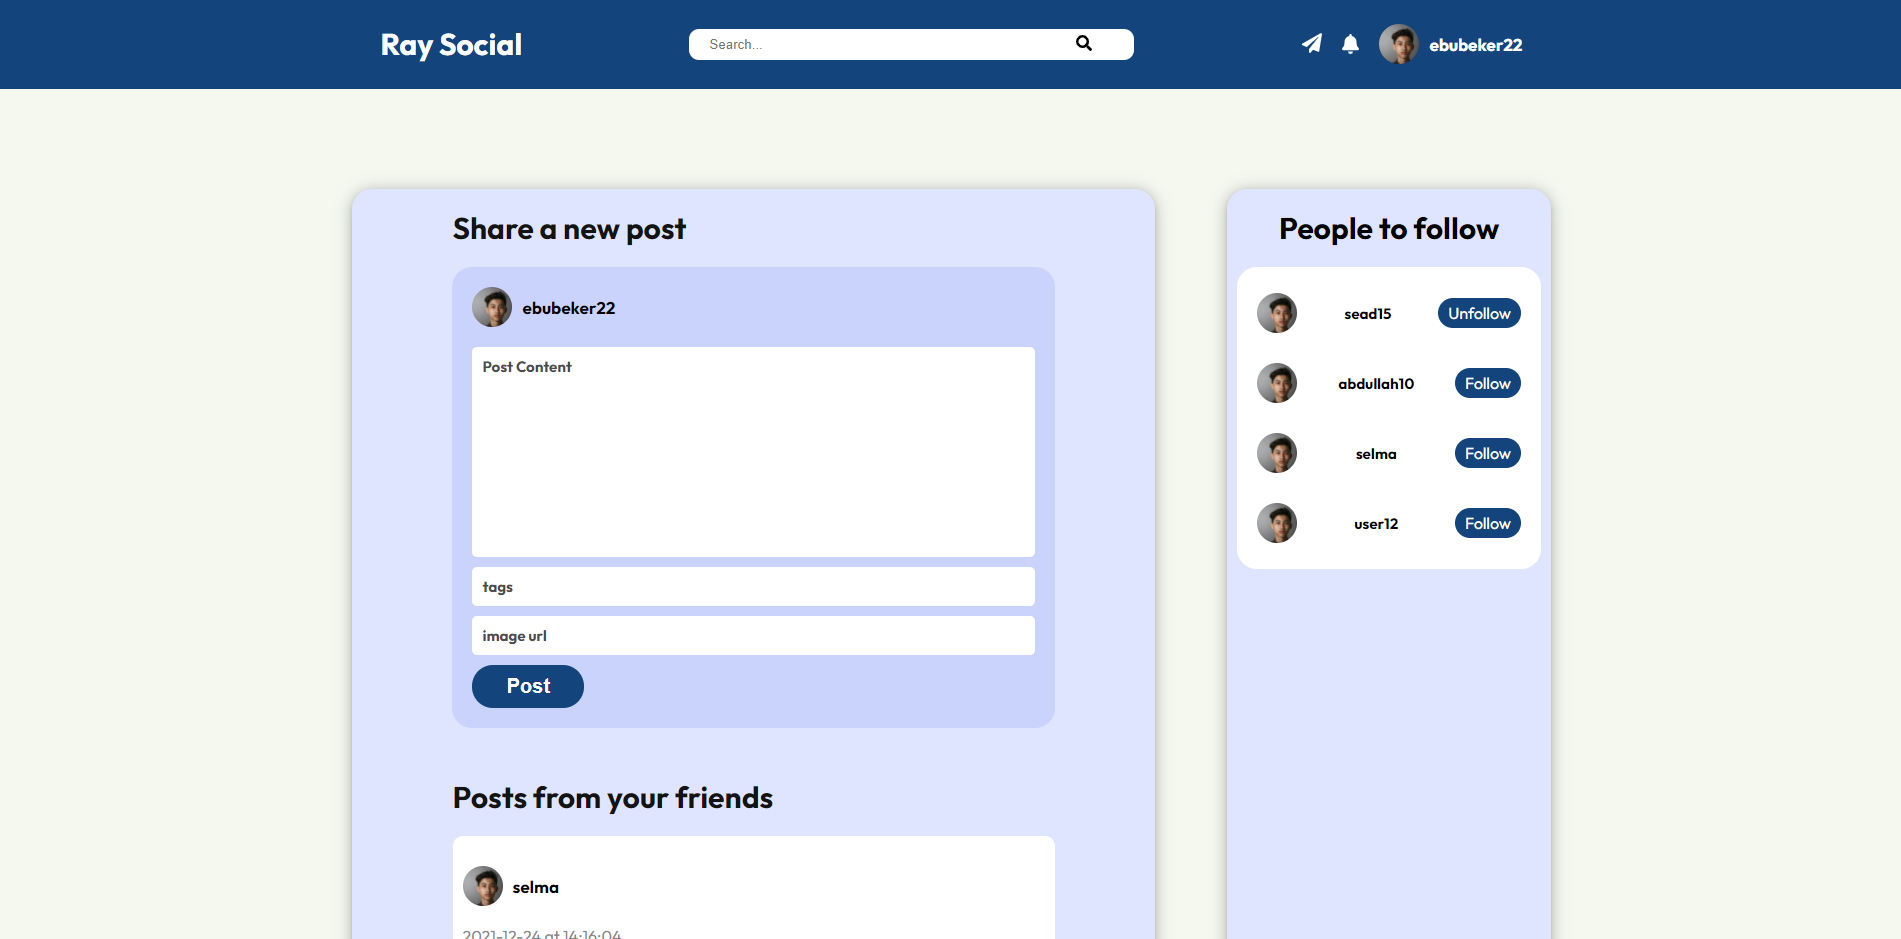 Ray Social
Search...
ebubeker22
Share a new post
ebubeker22
Post Content
tags
image url
Post
Posts from your friends
selma
2021-12-24 at 14:16:04
People to follow
sead15
Unfollow
abdullah10
Follow
selma
Follow
user12
Follow